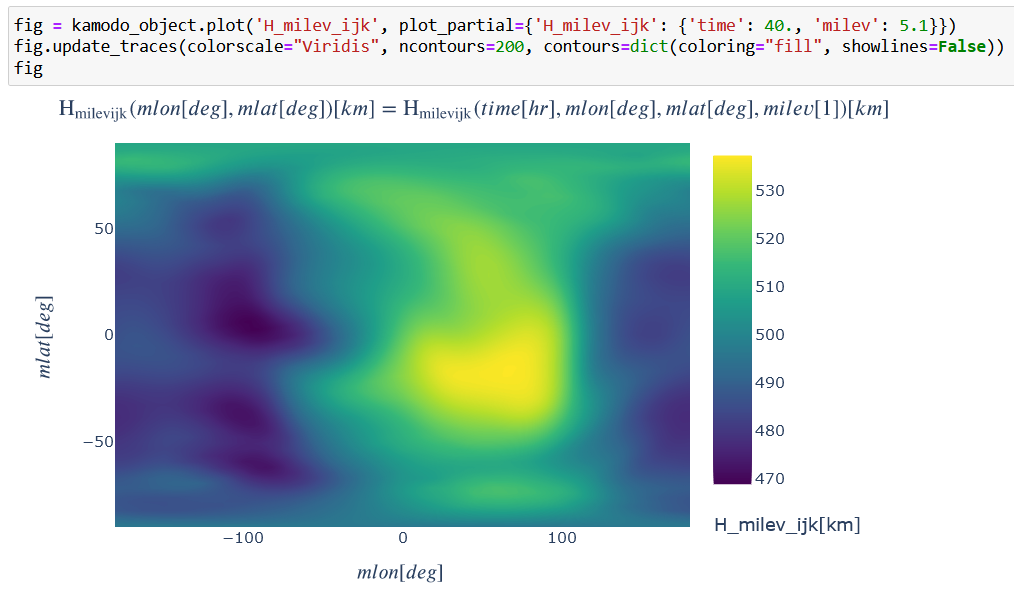 fig = kamodo_object.plot('H_milev_ijk', plot_partial={'H_milev_ijk': {'time': 40., 'milev': 5.1}})
fig.update_traces(colorscale="Viridis", ncontours=200, contours=dict(coloring="fill", showlines=False))
fig
H_milevijk(mlon[deg], mlat[deg])[km] = H_milevijk(time[hr], mlon[deg], mlat[deg], milev[1])[km]
50
0
−50
mlat[deg]
−100
0
100
mlon[deg]
530
520
510
500
490
480
470
H_milev_ijk[km]